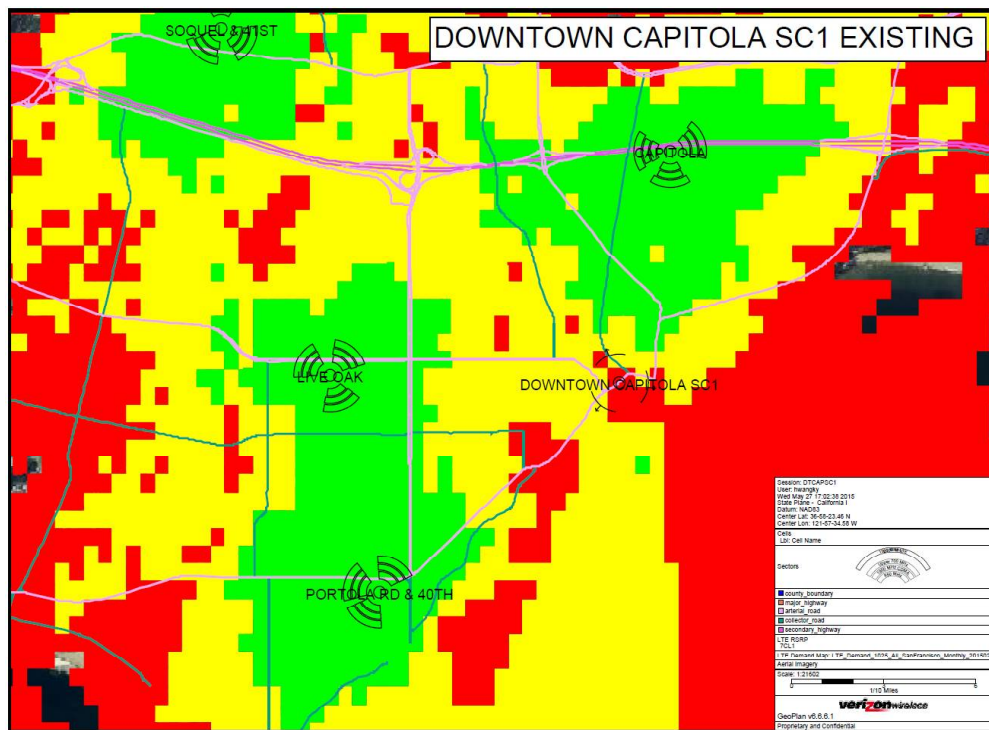 SOQUEL & 41ST
DOWNTOWN CAPITOLA SC1 EXISTING
CAPITOLA
LIVE OAK
DOWNTOWN CAPITOLA SC1
PORTOLA RD & 40TH
Session: DTCAPSC1
User: hwangky
Wed May 27 17:02:38 2015
State Plane - California I
Datum: NAD83
Center Lat: 36-58-23.46 N
Center Lon: 121-57-34.58 W
Cells
Lbl: Cell Name
Sectors
county_boundary
major_highway
arterial_road
collector_road
secondary_highway
LTE RSRP
7CL1
Aerial Imagery
Scale: 1:21602
1/10 Miles
verizonwireless
GeoPlan v6.6.6.1
Proprietary and Confidential